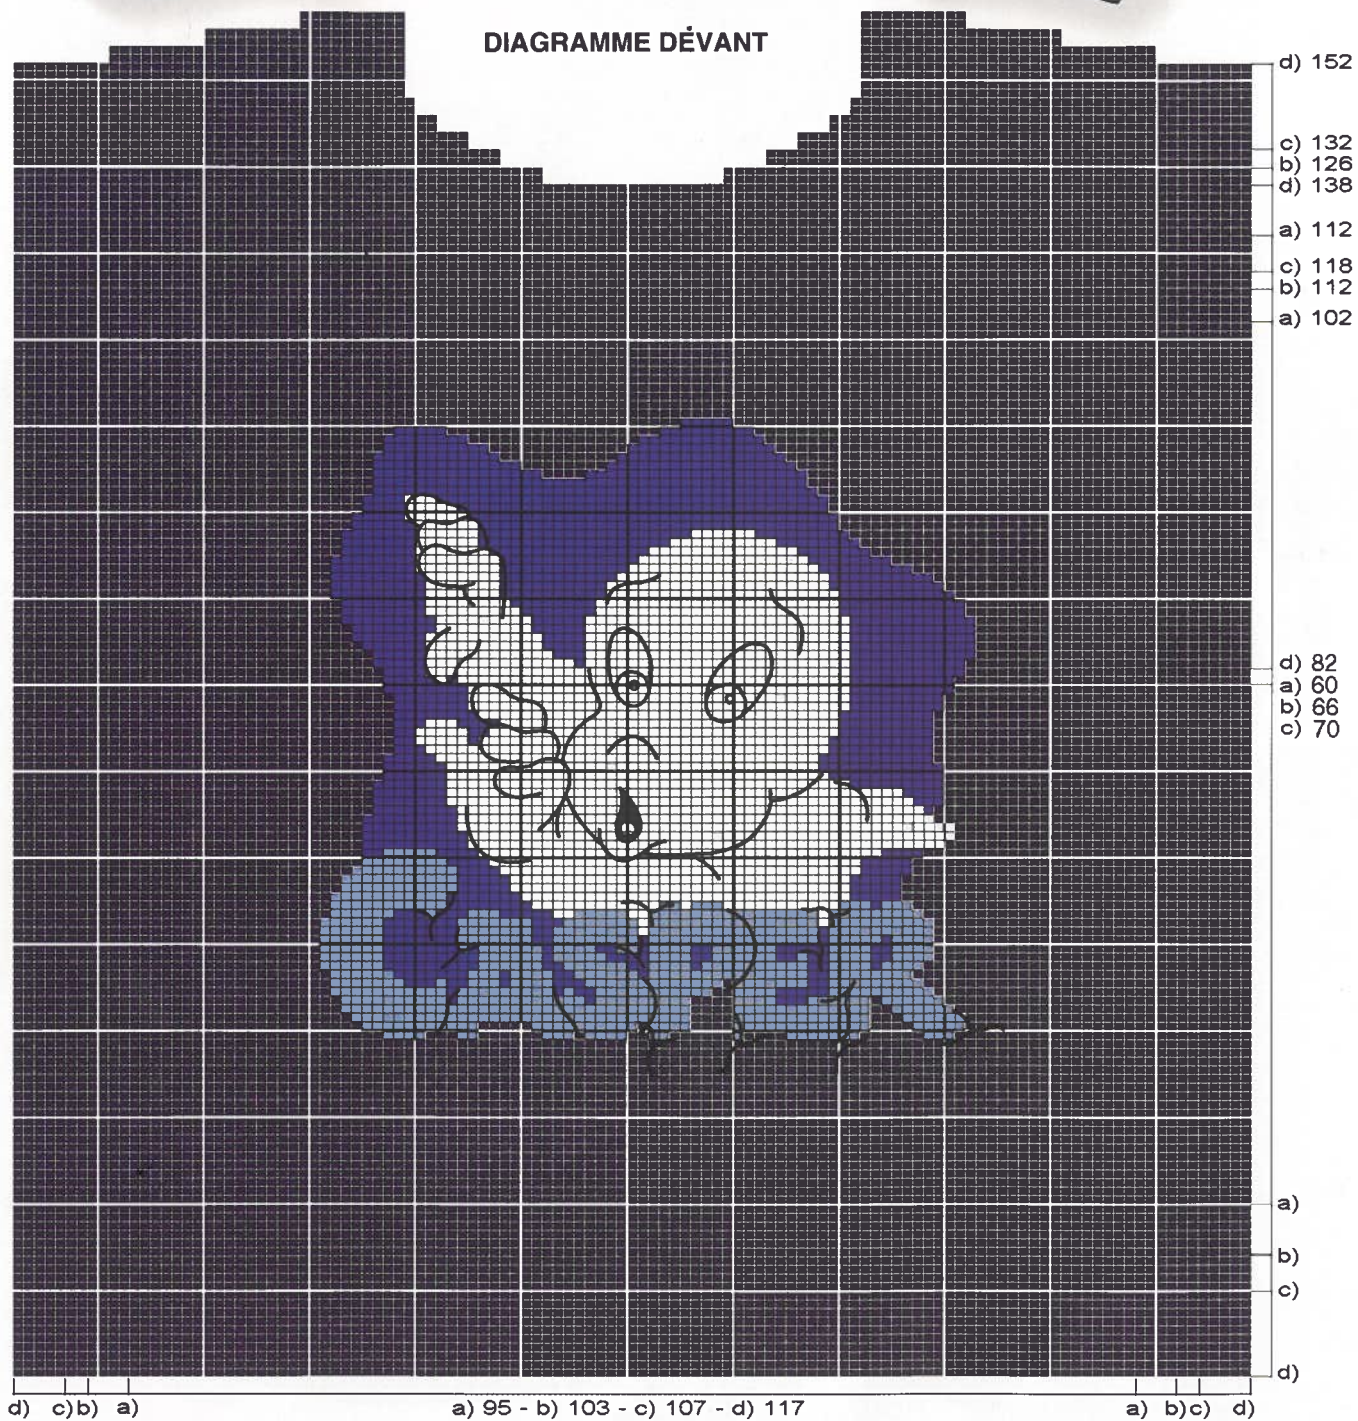 DIAGRAMME DÉVANT
d) 152
c) 132
b) 126
d) 138
a) 112
c) 118
b) 112
a) 102
d) 82
a) 60
b) 66
c) 70
CASPER
a)
b)
c)
d)
d) c) b) a) a) 95 - b) 103 - c) 107 - d) 117 a) b) c) d)